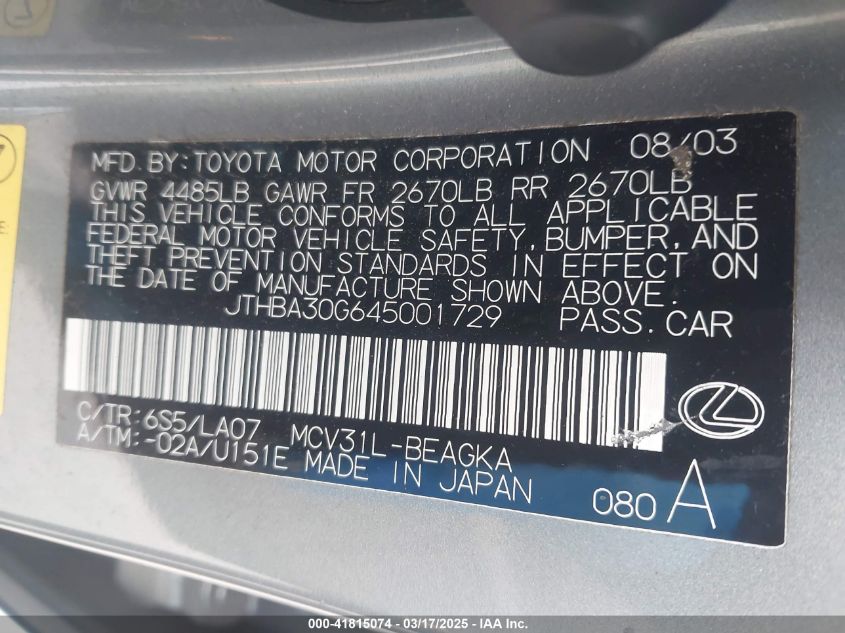 MFD. BY: TOYOTA MOTOR CORPORATION 08/03
GVWR 4485LB GAWR FR 2670LB RR 2670LB
THIS VEHICLE CONFORMS TO ALL APPLICABLE
FEDERAL MOTOR VEHICLE SAFETY, BUMPER, AND
THEFT PREVENTION STANDARDS IN EFFECT ON
THE DATE OF MANUFACTURE SHOWN ABOVE.
JTHBA30G645001729 PASS. CAR
C/TR: 6S5/LA07 MCV31L-BEAGKA
A/TM: -02A/U151E MADE IN JAPAN
080 A
000-41815074 — 03/17/2025 — IAA Inc.